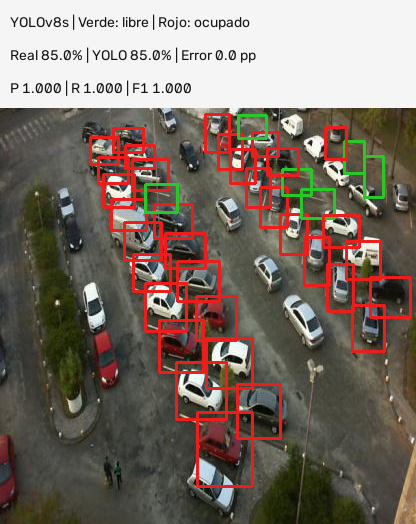 YOLOv8s | Verde: libre | Rojo: ocupado
Real 85.0% | YOLO 85.0% | Error 0.0 pp
P 1.000 | R 1.000 | F1 1.000